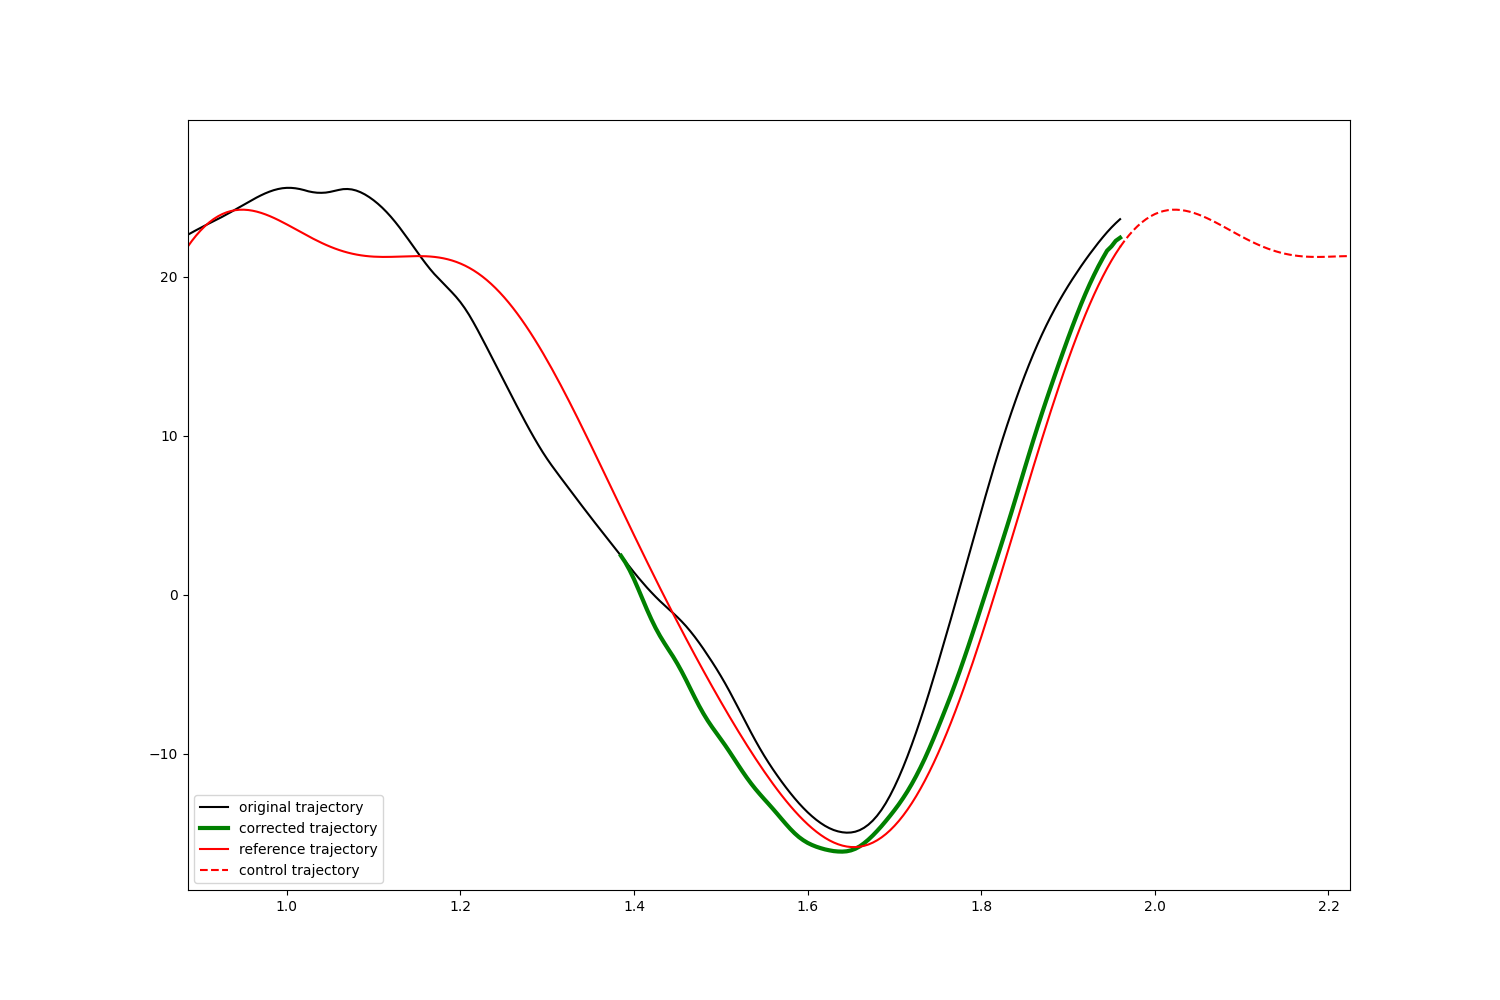 20
10
0
−10
original trajectory
corrected trajectory
reference trajectory
control trajectory
1.0 1.2 1.4 1.6 1.8 2.0 2.2